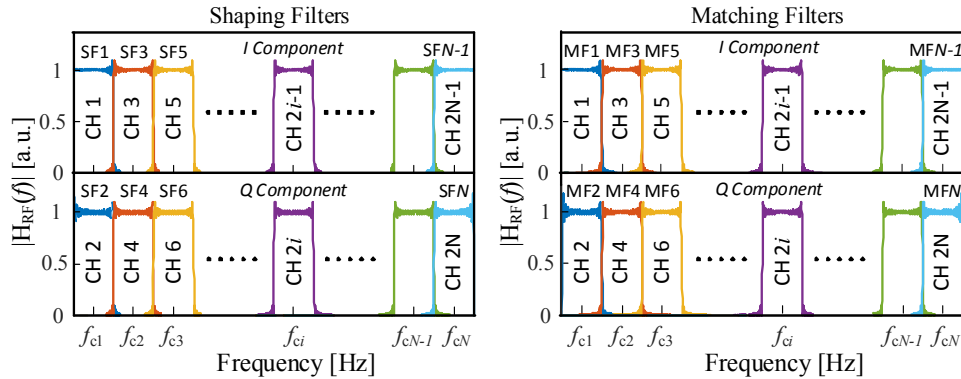 Shaping Filters
SF1 SF3 SF5 I Component SFN-1
1
0.5
0
CH 1
CH 3
CH 5
CH 2i-1
CH 2N-1
SF2 SF4 SF6 Q Component SFN
1
0.5
0
CH 2
CH 4
CH 6
CH 2i
CH 2N
|HRF(f)| [a.u.]
fc1 fc2 fc3 fci fcN-1 fcN
Frequency [Hz]
Matching Filters
MF1 MF3 MF5 I Component MFN-1
1
0.5
0
CH 1
CH 3
CH 5
CH 2i-1
CH 2N-1
MF2 MF4 MF6 Q Component MFN
1
0.5
0
CH 2
CH 4
CH 6
CH 2i
CH 2N
|HRF(f)| [a.u.]
fc1 fc2 fc3 fci fcN-1 fcN
Frequency [Hz]